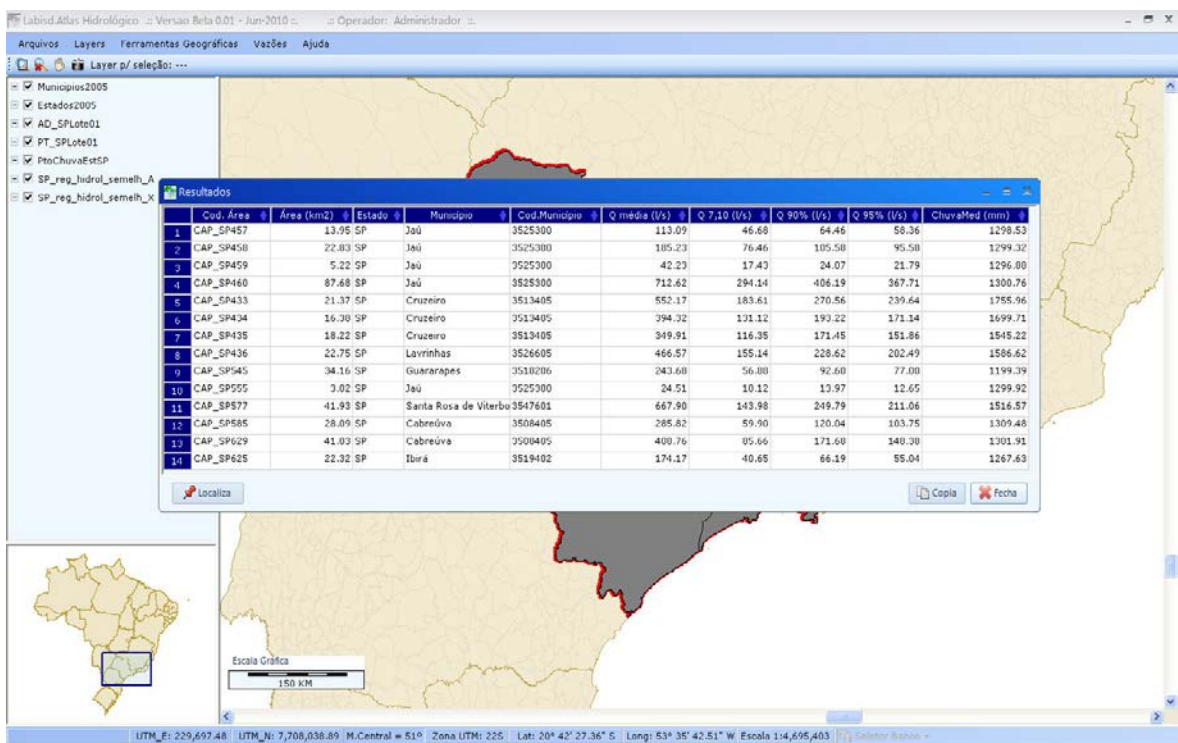 Labisd.Atlas Hidrológico .:: Versao Beta 0.01 - Jun-2010 ::. .:: Operador: Administrador ::.
Arquivos Layers Ferramentas Geográficas Vazões Ajuda
Layer p/ seleção: ---
Municipios2005
Estados2005
AD_SPLote01
PT_SPLote01
PtoChuvaEstSP
SP_reg_hidrol_semelh_A
SP_reg_hidrol_semelh_X
Resultados
Cod. Área Área (km2) Estado Município Cod.Município Q média (l/s) Q 7,10 (l/s) Q 90% (l/s) Q 95% (l/s) ChuvaMed (mm)
1 CAP_SP457 13.95 SP Jaú 3525300 113.09 46.68 64.46 58.36 1298.53
2 CAP_SP458 22.83 SP Jaú 3525300 185.23 76.46 105.58 95.58 1299.32
3 CAP_SP459 5.22 SP Jaú 3525300 42.23 17.43 24.07 21.79 1296.88
4 CAP_SP460 87.68 SP Jaú 3525300 712.62 294.14 406.19 367.71 1300.76
5 CAP_SP433 21.37 SP Cruzeiro 3513405 552.17 183.61 270.56 239.64 1755.96
6 CAP_SP434 16.38 SP Cruzeiro 3513405 394.32 131.12 193.22 171.14 1699.71
7 CAP_SP435 18.22 SP Cruzeiro 3513405 349.91 116.35 171.45 151.86 1545.22
8 CAP_SP436 22.75 SP Lavrinhas 3526605 466.57 155.14 228.62 202.49 1586.62
9 CAP_SP545 34.16 SP Guararapes 3518206 243.68 56.88 92.60 77.00 1199.39
10 CAP_SP555 3.02 SP Jaú 3525300 24.51 10.12 13.97 12.65 1299.92
11 CAP_SP577 41.93 SP Santa Rosa de Viterbo 3547601 667.90 143.98 249.79 211.06 1516.57
12 CAP_SP585 28.09 SP Cabreúva 3508405 285.82 59.90 120.04 103.75 1309.48
13 CAP_SP629 41.03 SP Cabreúva 3508405 408.76 85.66 171.68 148.38 1301.91
14 CAP_SP625 22.32 SP Ibirá 3519402 174.17 40.65 66.19 55.04 1267.63
Localiza Copia Fecha
Escala Gráfica
150 KM
UTM_E: 229,697.48 UTM_N: 7,708,038.89 M.Central = 51º Zona UTM: 22S Lat: 20° 42' 27.36" S Long: 53° 35' 42.51" W Escala 1:4,695,403 Seletor Banco